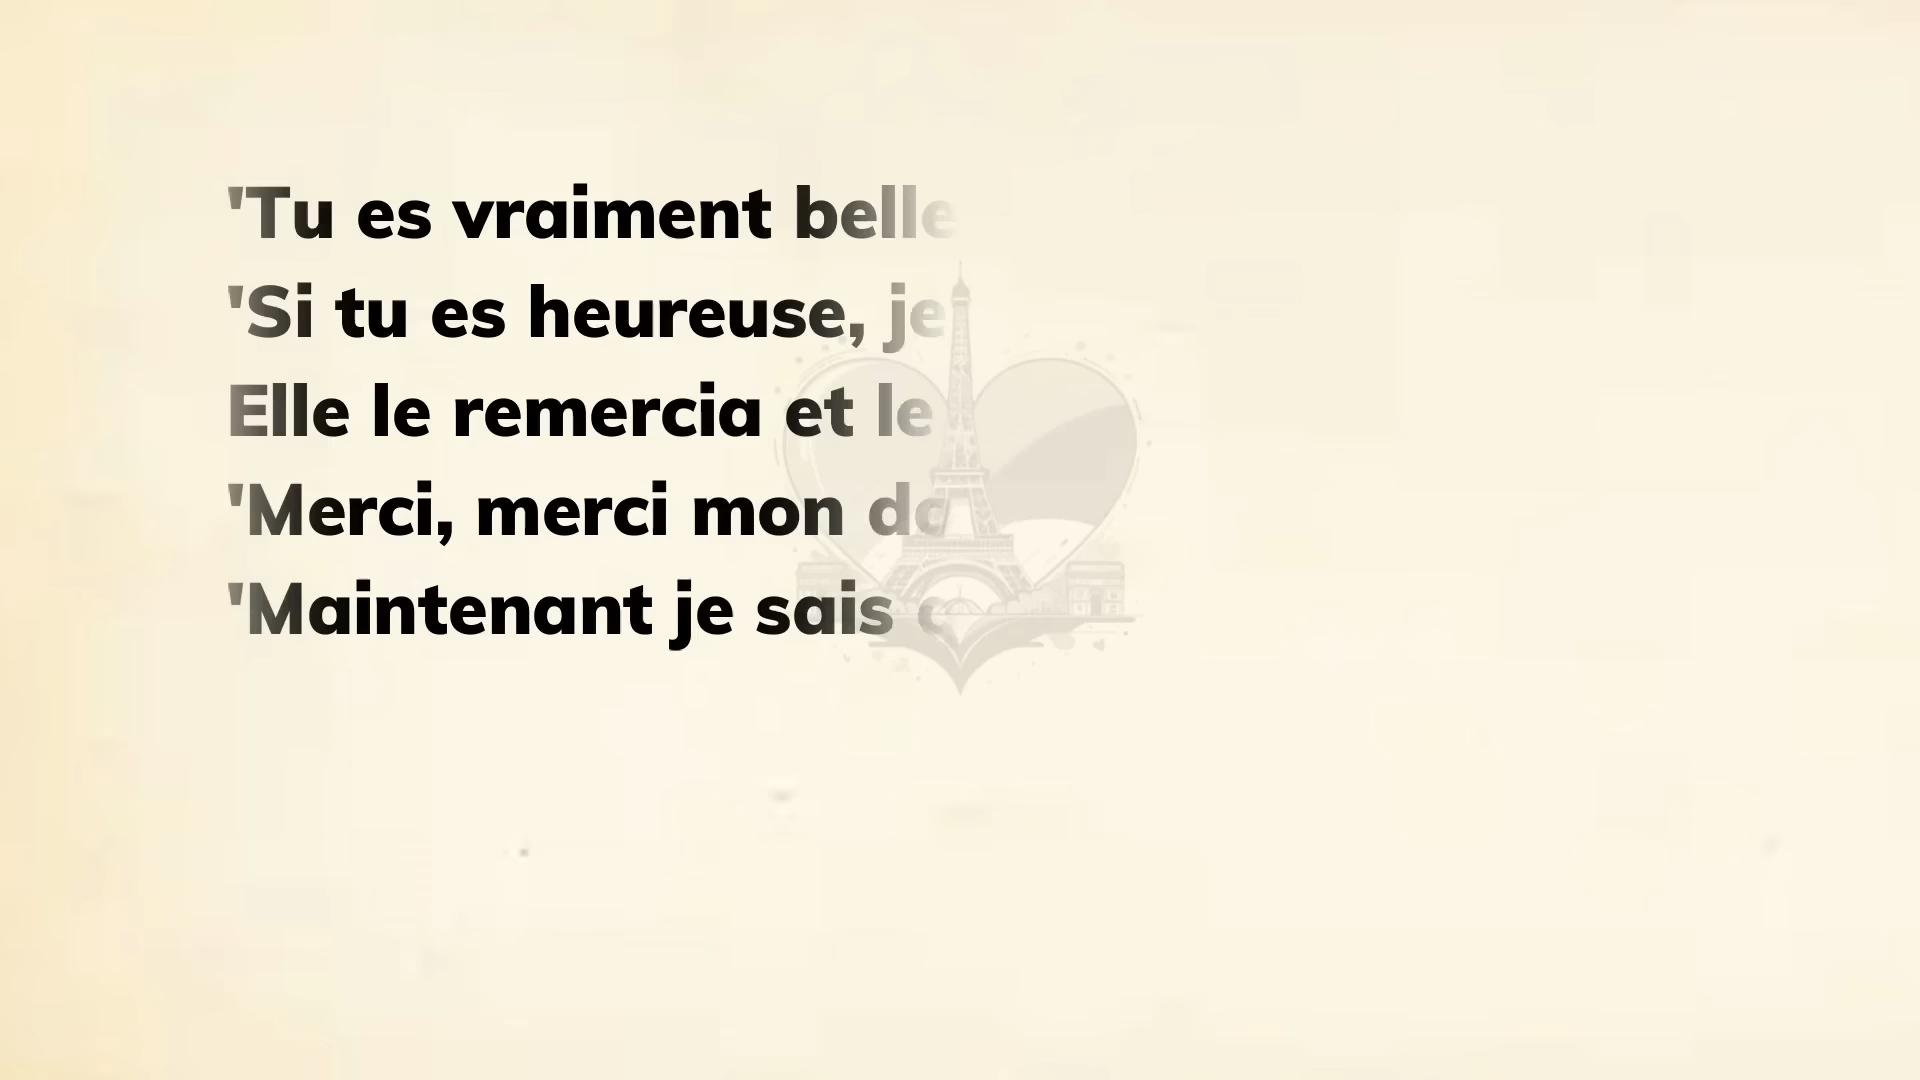 'Tu es vraiment belle
'Si tu es heureuse, je
Elle le remercia et le
'Merci, merci mon
'Maintenant je sais